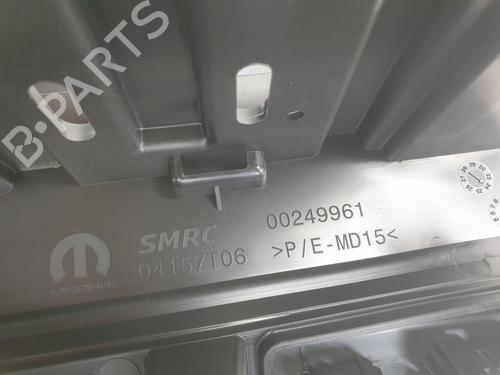 B-PARTS
SMRC 00249961
04157T06 >P/E-MD15<
MOPAR